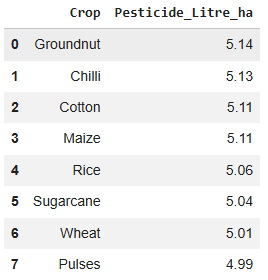 Crop Pesticide_Litre_ha
0 Groundnut 5.14
1 Chilli 5.13
2 Cotton 5.11
3 Maize 5.11
4 Rice 5.06
5 Sugarcane 5.04
6 Wheat 5.01
7 Pulses 4.99